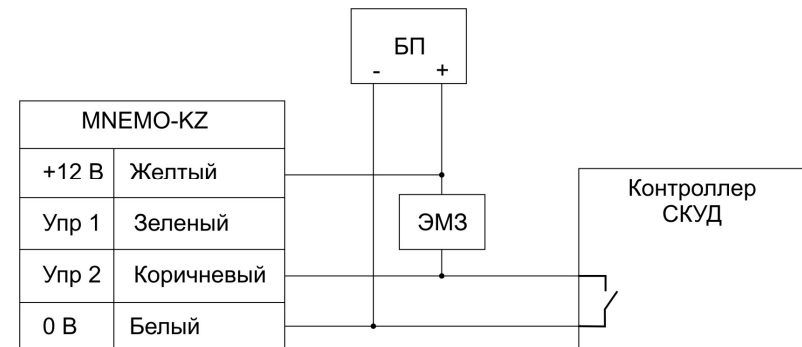 БП
- +
MNEMO-KZ
+12 В Желтый
Упр 1 Зеленый
Упр 2 Коричневый
0 В Белый
ЭМЗ
Контроллер
СКУД